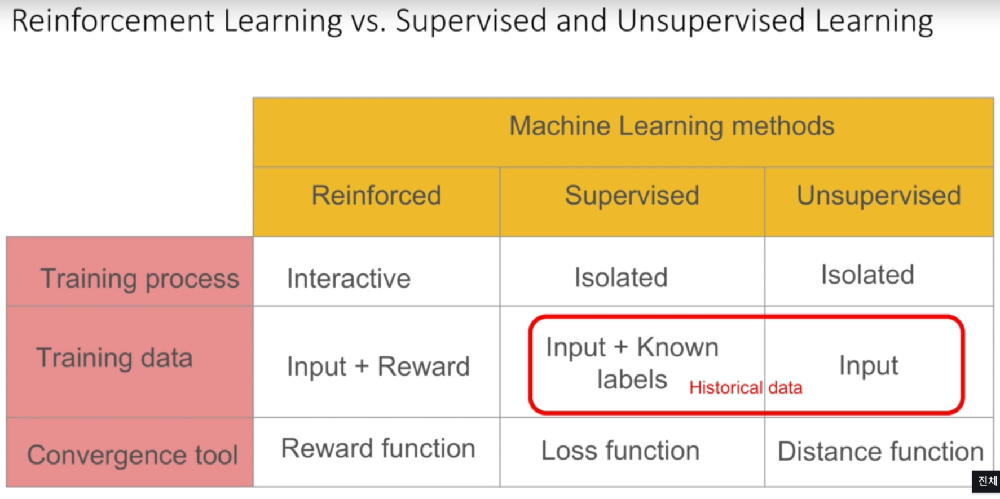 Reinforcement Learning vs. Supervised and Unsupervised Learning
Machine Learning methods
Reinforced
Supervised
Unsupervised
Training process
Interactive
Isolated
Isolated
Training data
Input + Reward
Input + Known
labels
Historical data
Input
Convergence tool
Reward function
Loss function
Distance function
전체